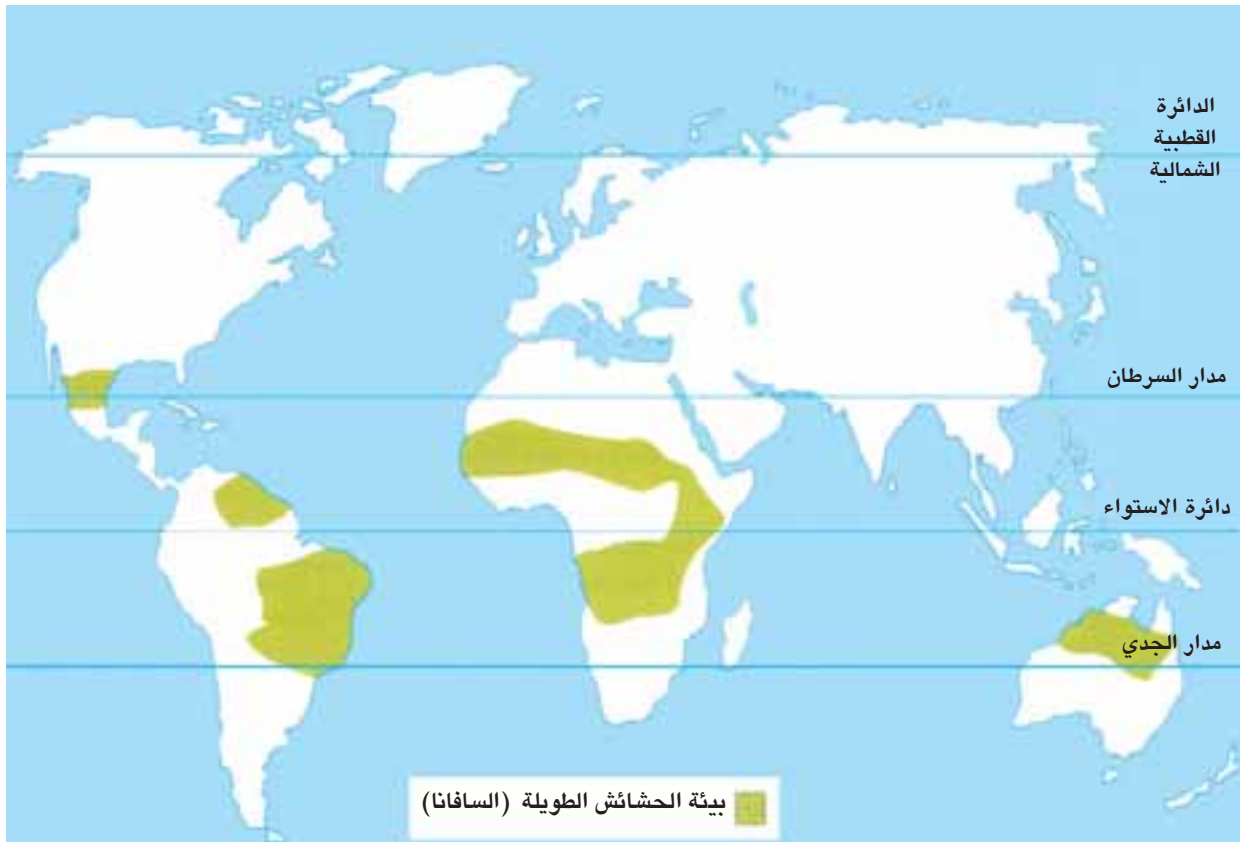 الدائرة
القطبية
الشمالية
مدار السرطان
دائرة الاستواء
مدار الجدي
بيئة الحشائش الطويلة (السافانا)